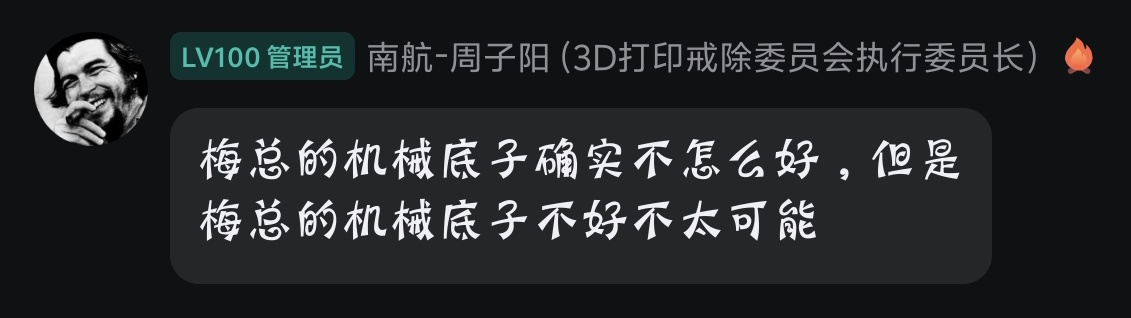 LV100 管理员 南航-周子阳（3D打印戒除委员会执行委员长）
梅总的机械底子确实不怎么好，但是
梅总的机械底子不好不太可能